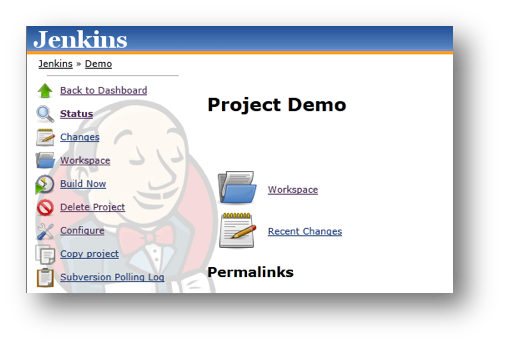 Jenkins
Jenkins » Demo
Back to Dashboard
Status
Changes
Workspace
Build Now
Delete Project
Configure
Copy project
Subversion Polling Log
Project Demo
Workspace
Recent Changes
Permalinks